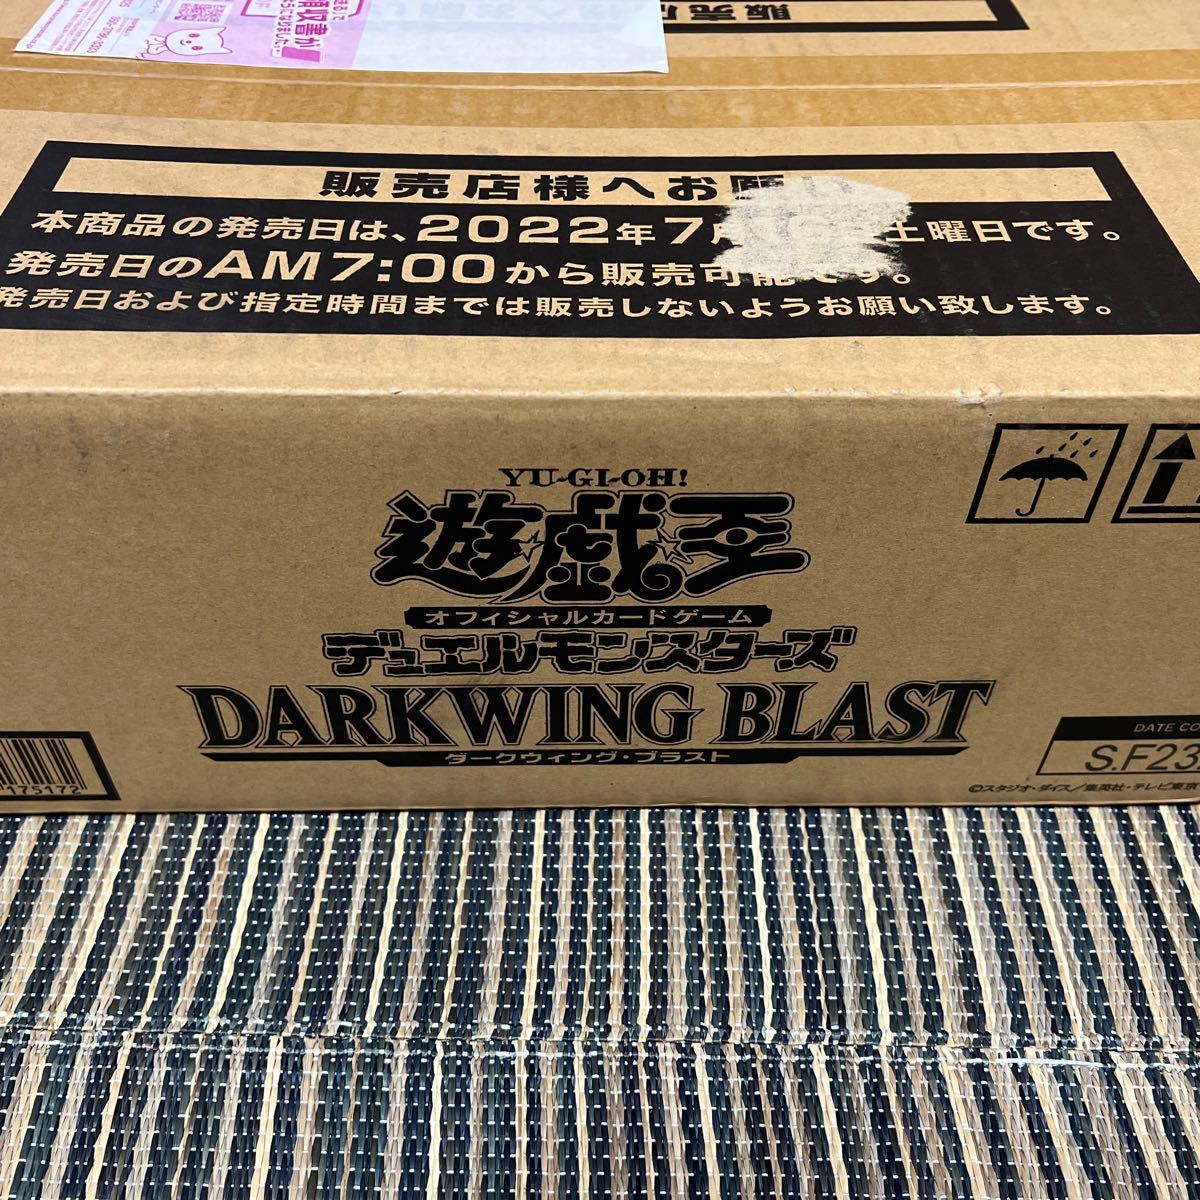 領収書が
販売店様へお願
本商品の発売日は、2022年7月 土曜日です。
発売日のAM7:00から販売可能です。
発売日および指定時間までは販売しないようお願い致します。
YU-GI-OH!
遊戯王
オフィシャルカードゲーム
デュエルモンスターズ
DARKWING BLAST
ダークウィング・ブラスト
175172
DATE CO
S.F23
©スタジオ・ダイス/集英社・テレビ東京